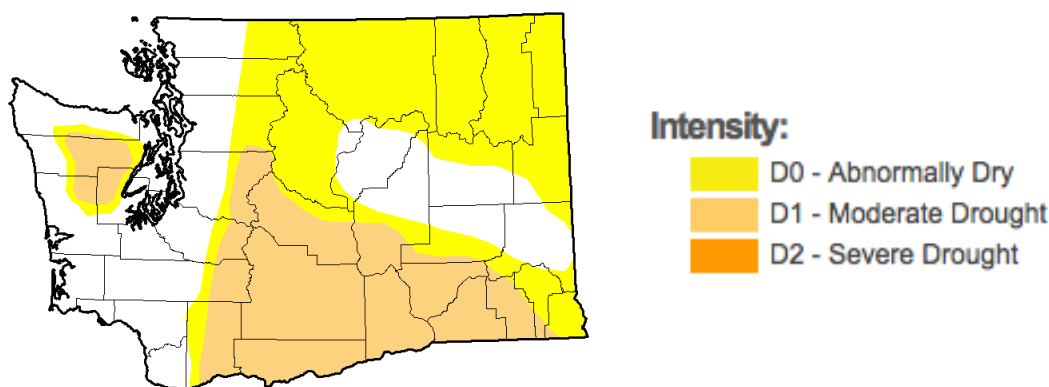 Intensity:
D0 - Abnormally Dry
D1 - Moderate Drought
D2 - Severe Drought